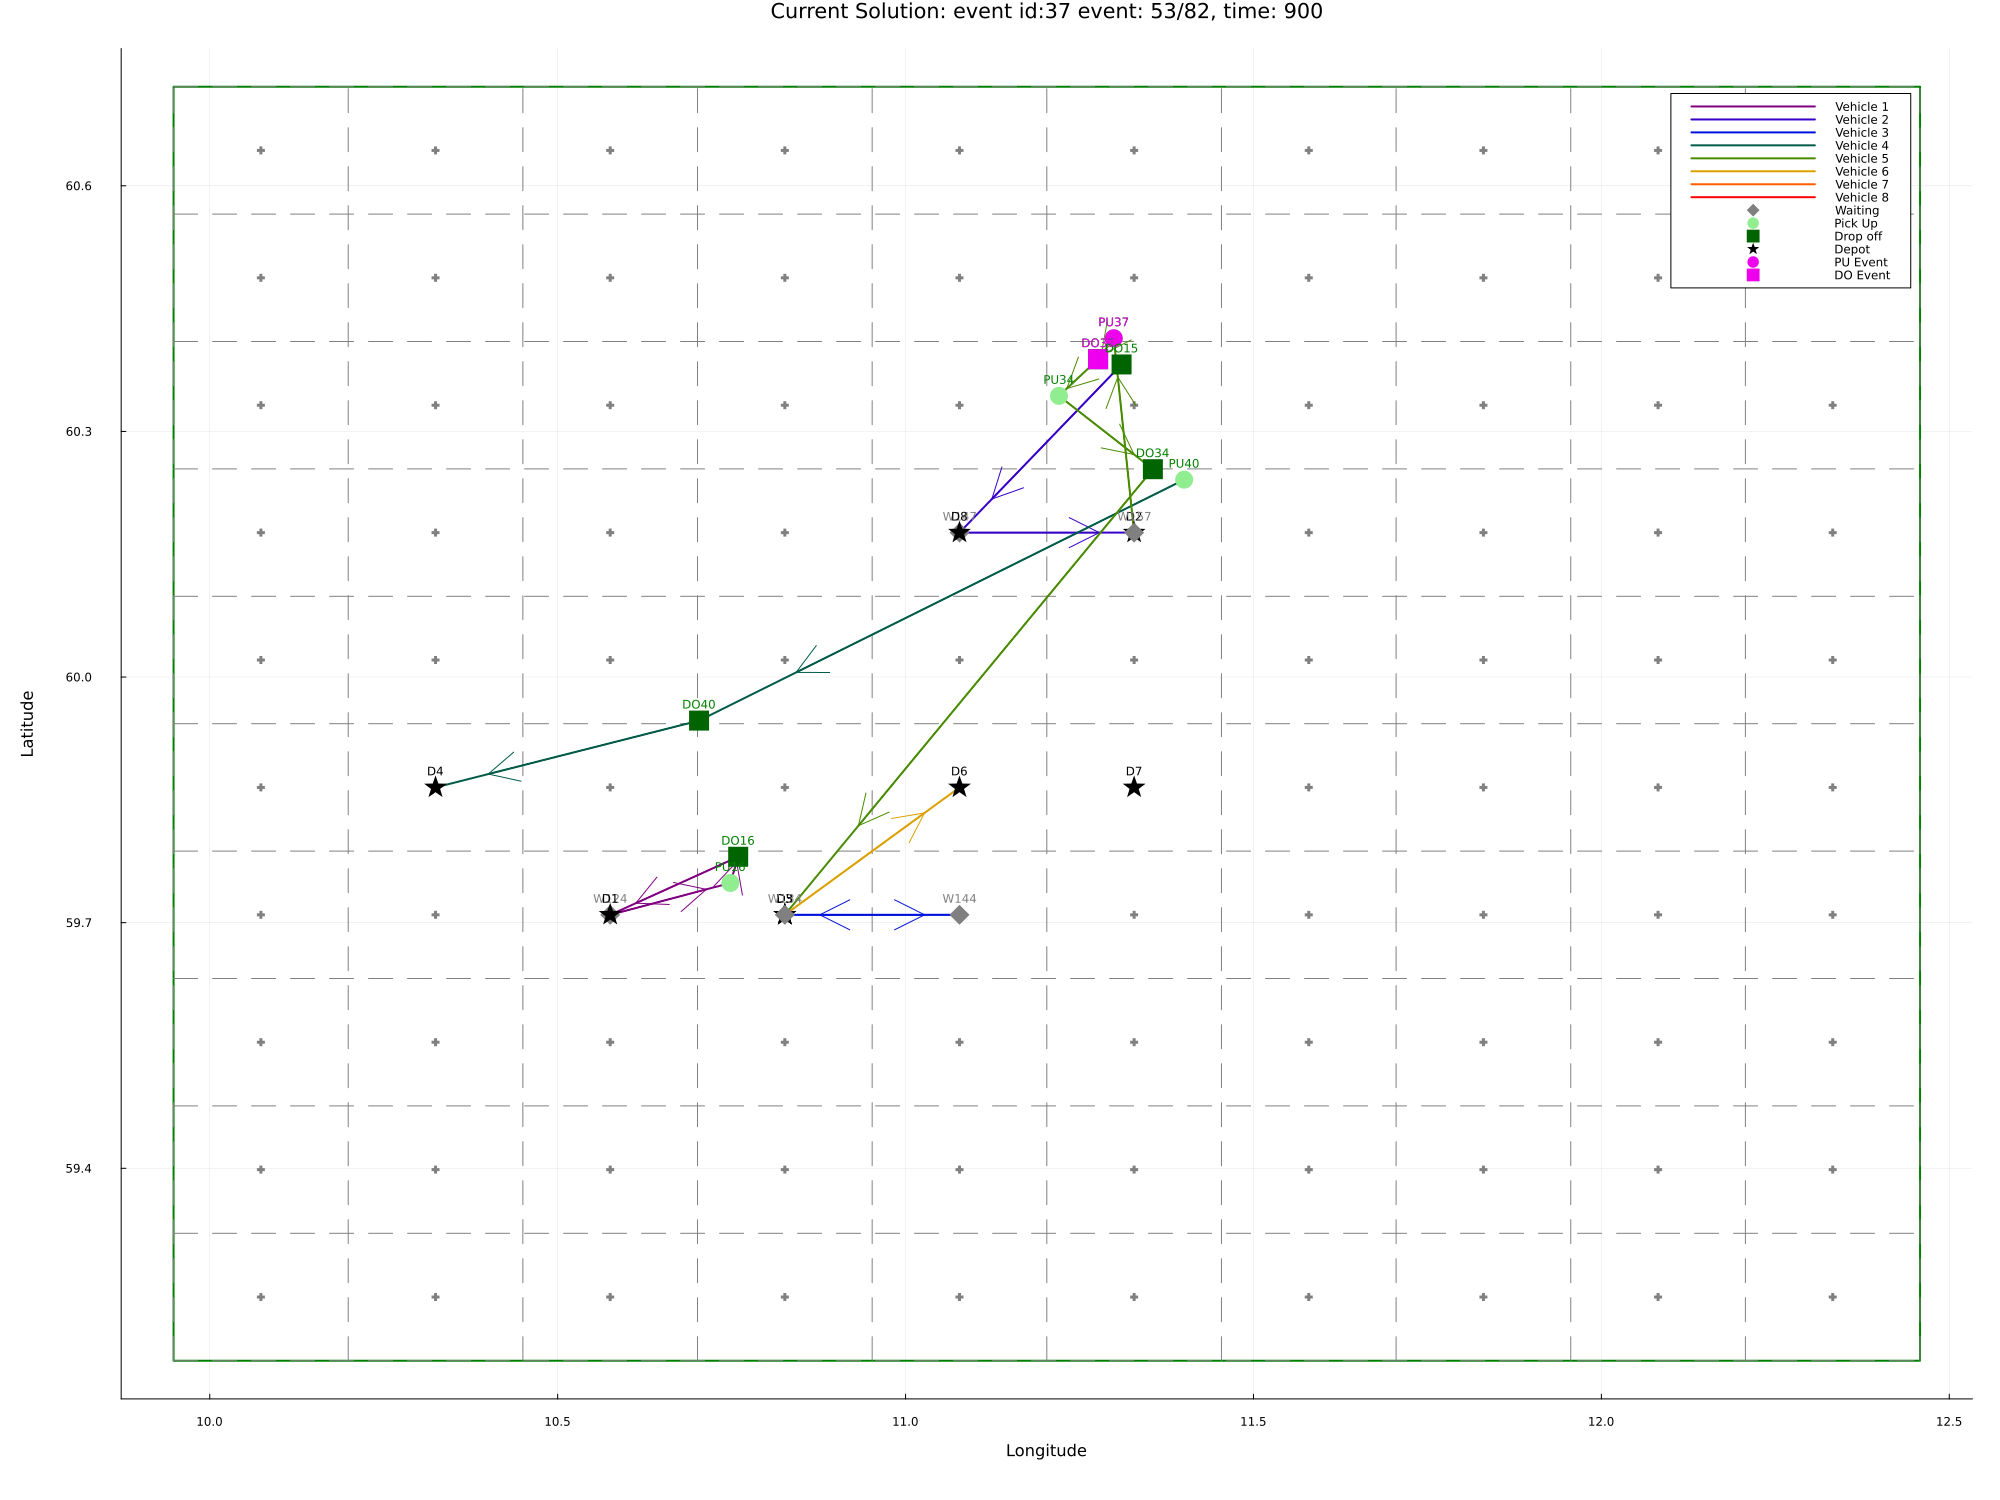 Current Solution: event id:37 event: 53/82, time: 900
Vehicle 1
Vehicle 2
Vehicle 3
Vehicle 4
Vehicle 5
Vehicle 6
Vehicle 7
Vehicle 8
Waiting
Pick Up
Drop off
Depot
PU Event
DO Event
60.6
60.3
60.0
59.7
59.4
Latitude
PU37
DO15
PU34
DO34
PU40
D8
D2
DO40
D4
D6
D7
DO16
D1
D3
W144
10.0
10.5
11.0
11.5
12.0
12.5
Longitude